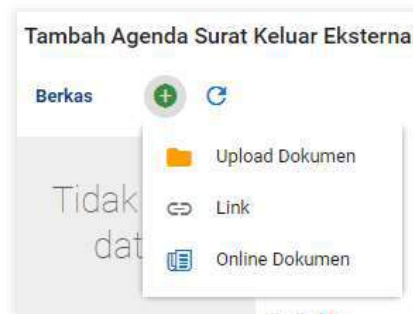 Tambah Agenda Surat Keluar Eksterna
Berkas
Upload Dokumen
Tidak
Link
dat
Online Dokumen